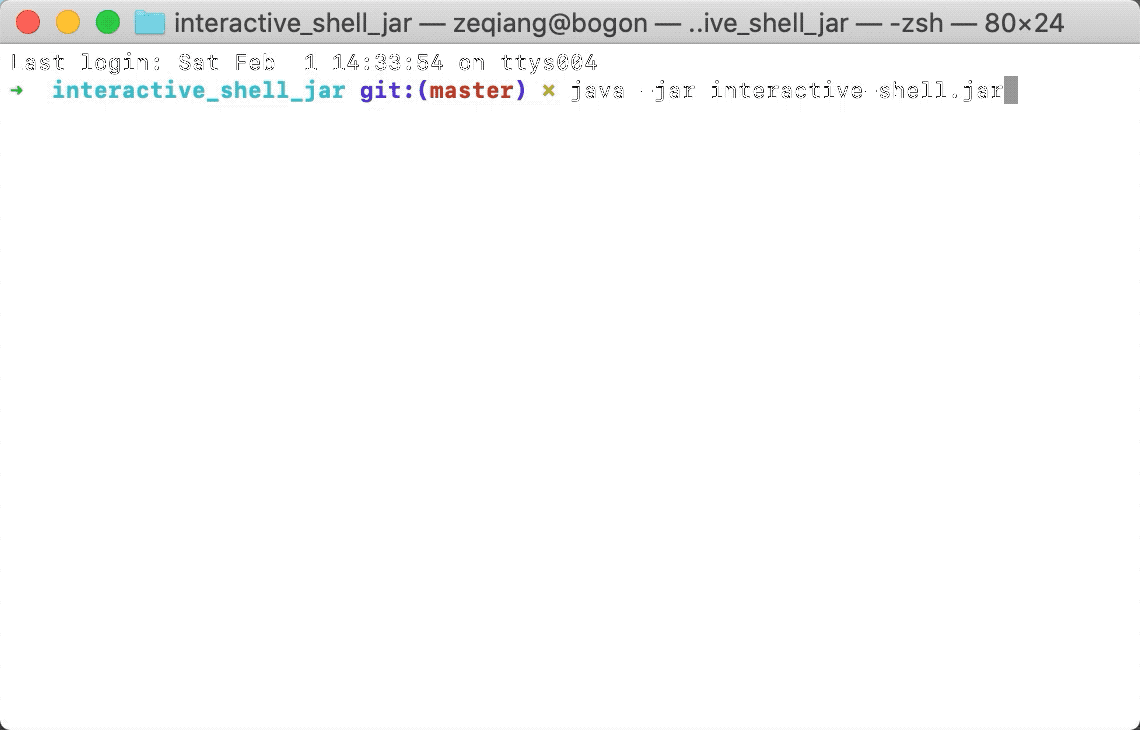 interactive_shell_jar — zeqiang@bogon — ..ive_shell_jar — -zsh — 80×24
Last login: Sat Feb  1 14:33:54 on ttys004
➜  interactive_shell_jar git:(master) ✗ java -jar interactive-shell.jar